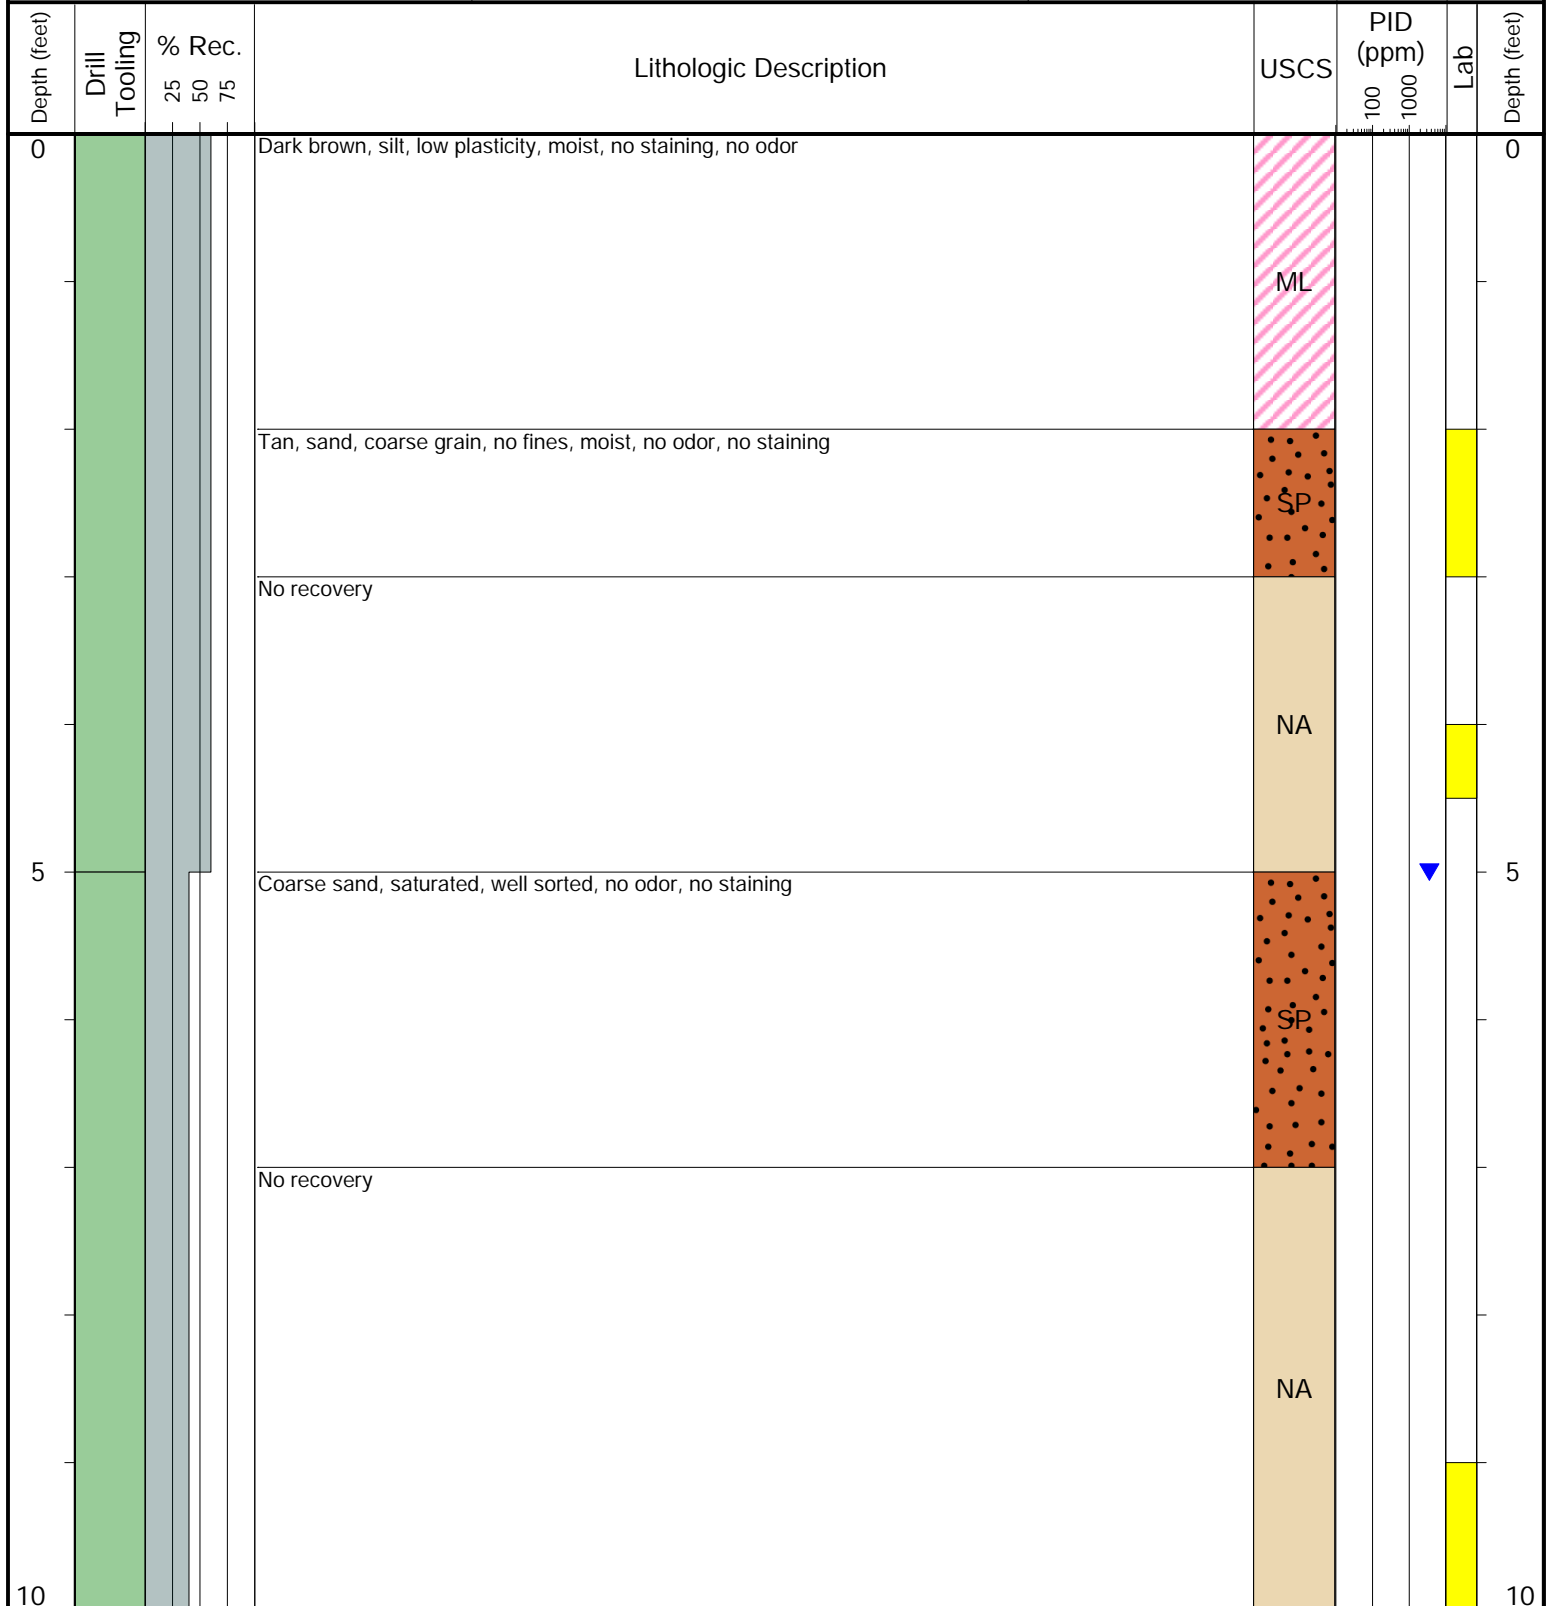 Depth (feet)
Drill
Tooling
% Rec.
25
50
75
Lithologic Description
USCS
PID
(ppm)
100
1000
Lab
Depth (feet)
0
Dark brown, silt, low plasticity, moist, no staining, no odor
0
ML
Tan, sand, coarse grain, no fines, moist, no odor, no staining
SP
No recovery
NA
5
Coarse sand, saturated, well sorted, no odor, no staining
5
SP
No recovery
NA
10
10